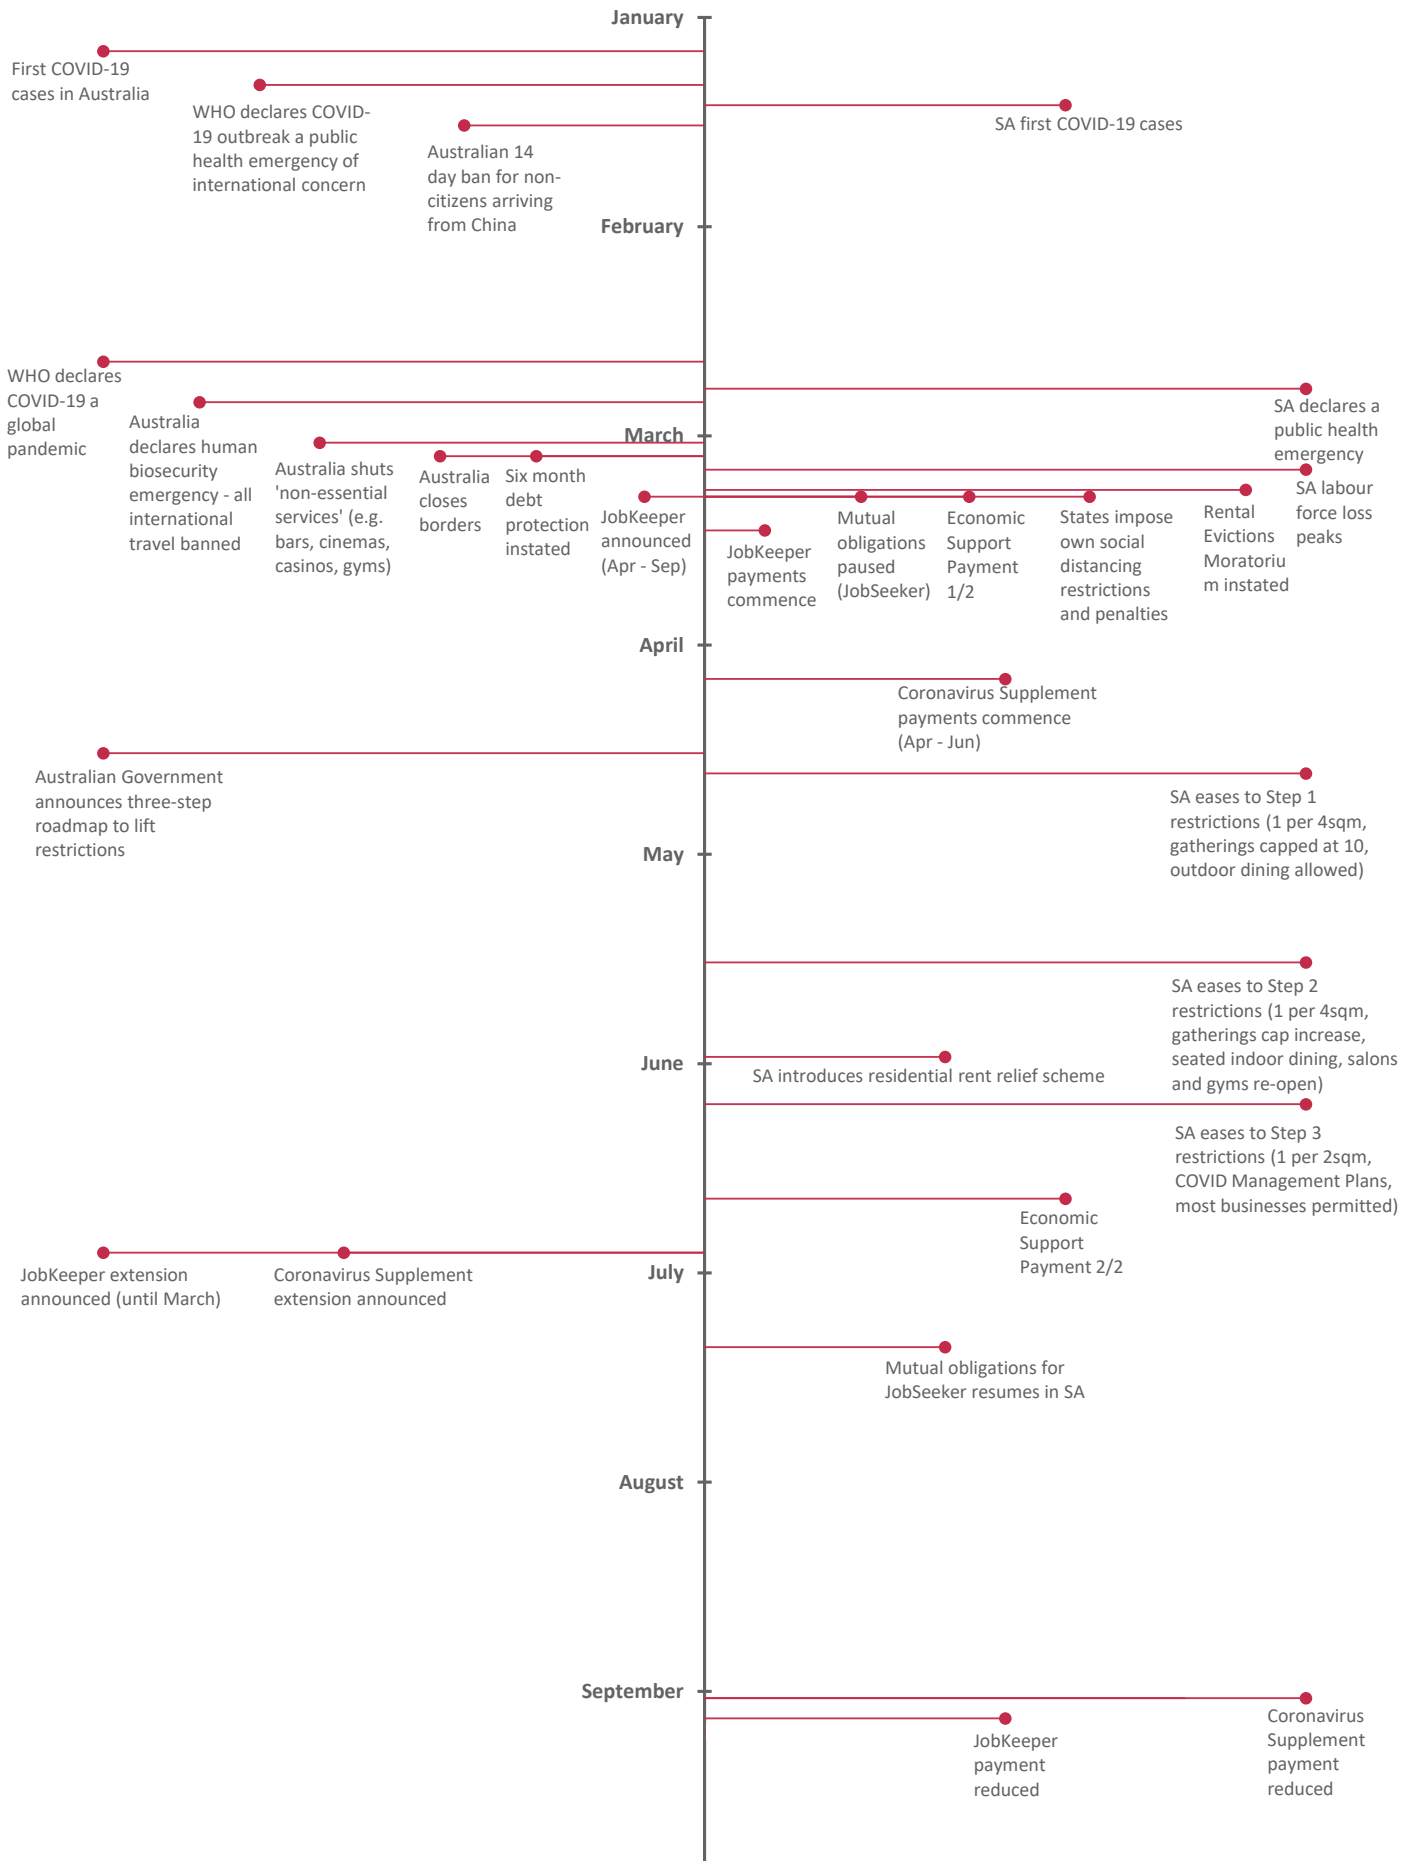 January
First COVID-19
cases in Australia
WHO declares COVID-
19 outbreak a public
health emergency of
international concern
SA first COVID-19 cases
Australian 14
day ban for non-
citizens arriving
from China
February
WHO declares
COVID-19 a
global
pandemic
SA declares a
public health
emergency
Australia
declares human
biosecurity
emergency - all
international
travel banned
March
Australia shuts
'non-essential
services' (e.g.
bars, cinemas,
casinos, gyms)
Australia
closes
borders
Six month
debt
protection
instated
SA labour
force loss
peaks
JobKeeper
announced
(Apr - Sep)
Mutual
obligations
paused
(JobSeeker)
Economic
Support
Payment
1/2
States impose
own social
distancing
restrictions
and penalties
Rental
Evictions
Moratoriu
m instated
JobKeeper
payments
commence
April
Coronavirus Supplement
payments commence
(Apr - Jun)
Australian Government
announces three-step
roadmap to lift
restrictions
SA eases to Step 1
restrictions (1 per 4sqm,
gatherings capped at 10,
outdoor dining allowed)
May
SA eases to Step 2
restrictions (1 per 4sqm,
gatherings cap increase,
seated indoor dining, salons
and gyms re-open)
June
SA introduces residential rent relief scheme
SA eases to Step 3
restrictions (1 per 2sqm,
COVID Management Plans,
most businesses permitted)
Economic
Support
Payment 2/2
JobKeeper extension
announced (until March)
Coronavirus Supplement
extension announced
July
Mutual obligations for
JobSeeker resumes in SA
August
September
Coronavirus
Supplement
payment
reduced
JobKeeper
payment
reduced